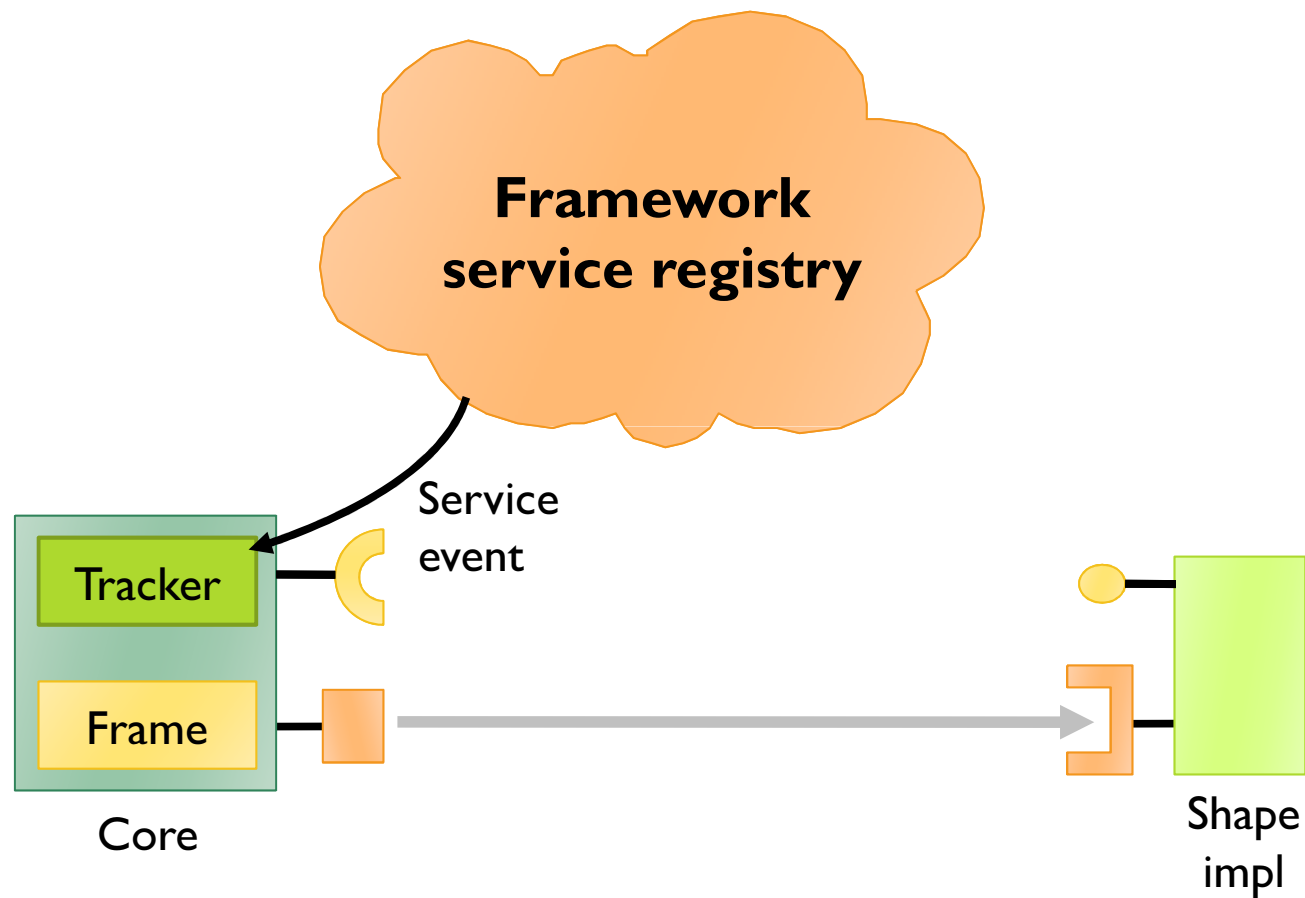 Framework
service registry
Service
event
Tracker
Frame
Core
Shape
impl